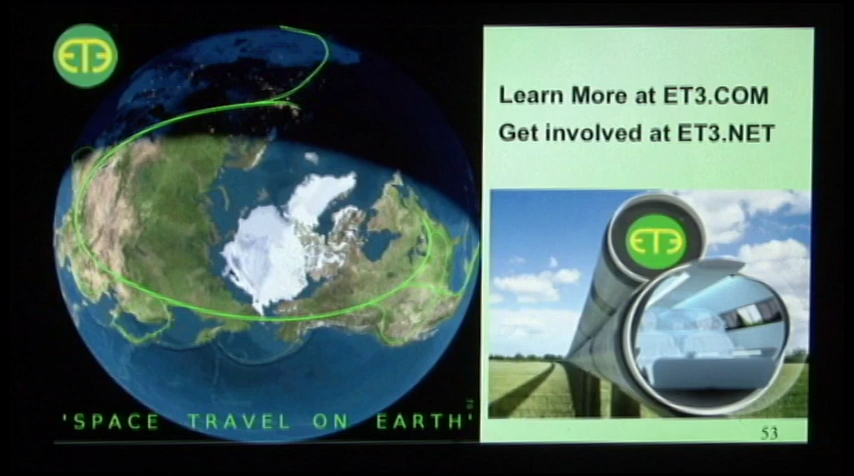 ET3
'SPACE TRAVEL ON EARTH'
Learn More at ET3.COM
Get involved at ET3.NET
ET3
53